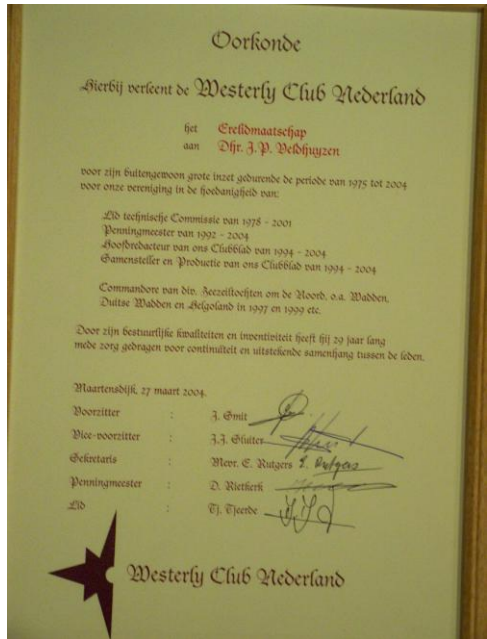 Oorkonde
Hierbij verleent de Westerly Club Nederland
het Erelidmaatschap
aan Dhr. J.P. Veldhuyzen
voor zijn buitengewoon grote inzet gedurende de periode van 1975 tot 2004
voor onze vereniging in de hoedanigheid van:
Lid technische Commissie van 1978 - 2001
Penningmeester van 1992 - 2004
Hoofdredacteur van ons Clubblad van 1994 - 2004
Samensteller en Productie van ons Clubblad van 1994 - 2004
Commandore van div. Zeezeiltochten om de Noord, o.a. Wadden,
Duitse Wadden en Helgoland in 1997 en 1999 etc.
Door zijn bestuurlijke kwaliteiten en inventiviteit heeft hij 29 jaar lang
mede zorg gedragen voor continuïteit en uitstekende samenhang tussen de leden.
Maartensdijk, 27 maart 2004.
Voorzitter : J. Smit
Vice-voorzitter : J.J. Sluiter
Sekretaris : Mevr. E. Rutgers E. Rutgers
Penningmeester : D. Rietkerk
Lid : Tj. Tjeerde
Westerly Club Nederland